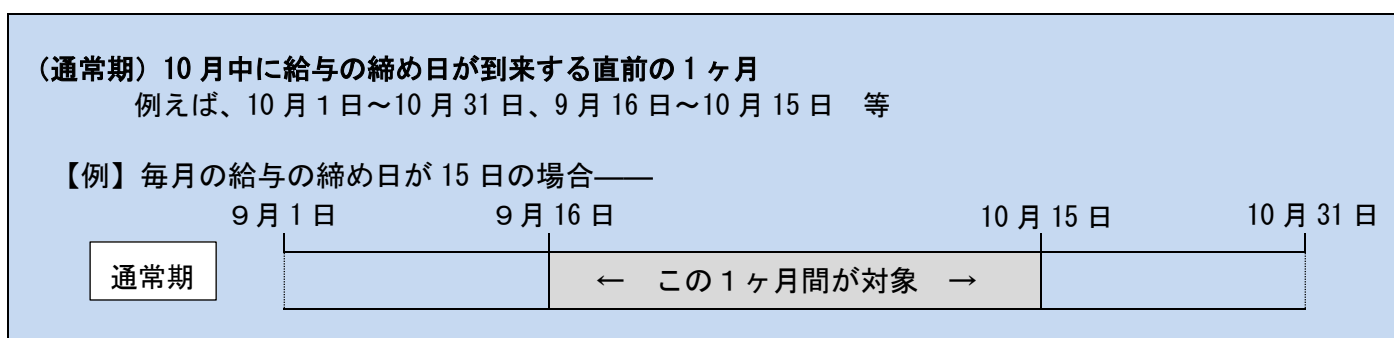 （通常期）10 月中に給与の締め日が到来する直前の１ヶ月
例えば、10 月１日～10 月 31 日、9 月 16 日～10 月 15 日　等
【例】毎月の給与の締め日が 15 日の場合――
９月 1 日　９月 16 日　10 月 15 日　10 月 31 日
通常期　←　この１ヶ月間が対象　→